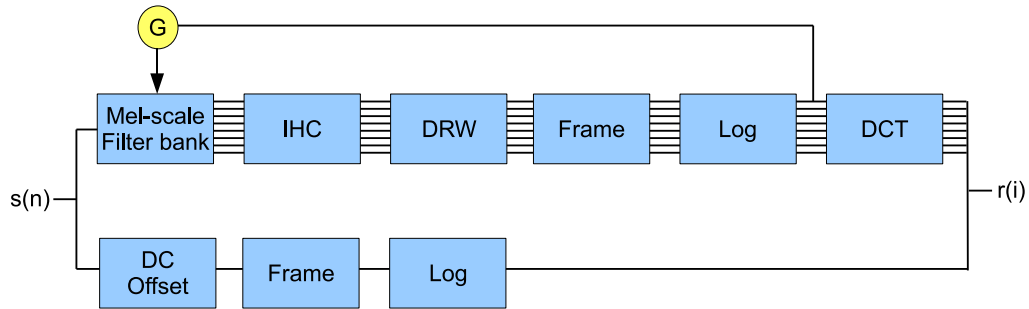 G
Mel-scale
Filter bank
IHC
DRW
Frame
Log
DCT
s(n)
r(i)
DC
Offset
Frame
Log